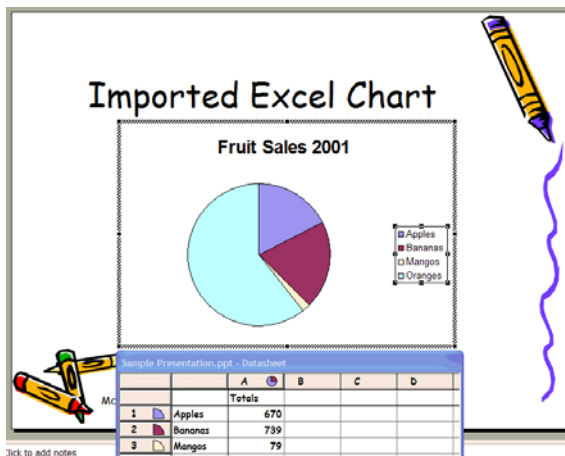 Imported Excel Chart
Fruit Sales 2001
Apples
Bananas
Mangos
Oranges
Sample Presentation.ppt - Datasheet
A B C D
Totals
1 Apples 670
2 Bananas 739
3 Mangos 79
Click to add notes